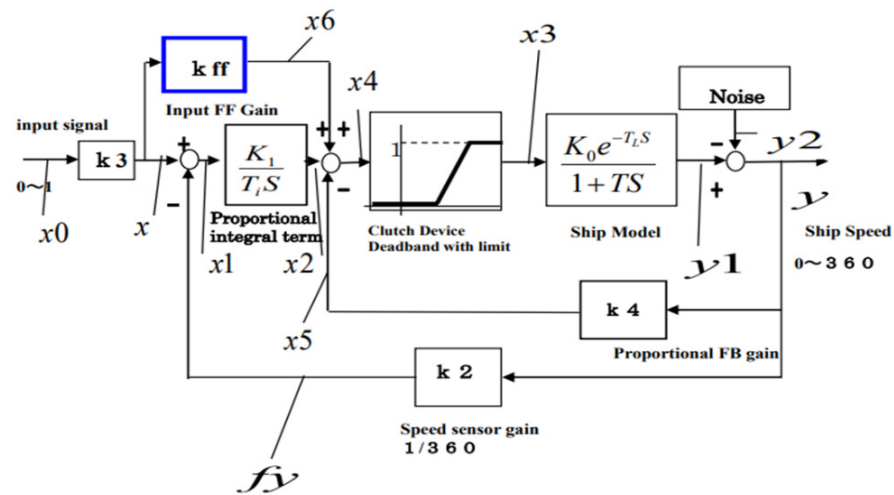 x6
x3
k ff
x4
Noise
Input FF Gain
input signal
+
+ +
1
−
y2
k 3
K₁
TᵢS
K₀e^{-T_L S}
1 + TS
0～1
−
−
+
y
x0
x
Proportional
integral term
Clutch Device
Deadband with limit
Ship Model
Ship Speed
x1
x2
y1
0～３６０
k 4
x5
Proportional FB gain
k 2
Speed sensor gain
1/３６０
fy